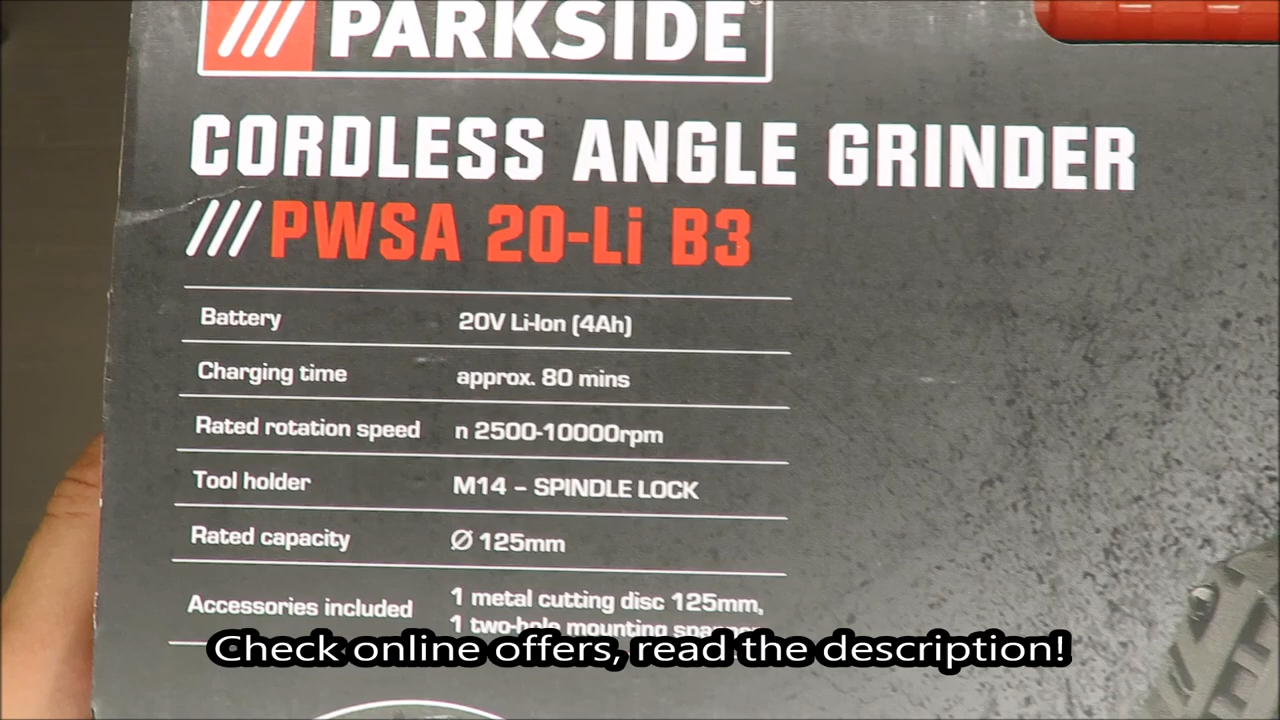 PARKSIDE
CORDLESS ANGLE GRINDER
///PWSA 20-Li B3
Battery 20V Li-Ion (4Ah)
Charging time approx. 80 mins
Rated rotation speed n 2500-10000rpm
Tool holder M14 – SPINDLE LOCK
Rated capacity Ø 125mm
Accessories included 1 metal cutting disc 125mm,
1 two-hole mounting spanner
Check online offers, read the description!